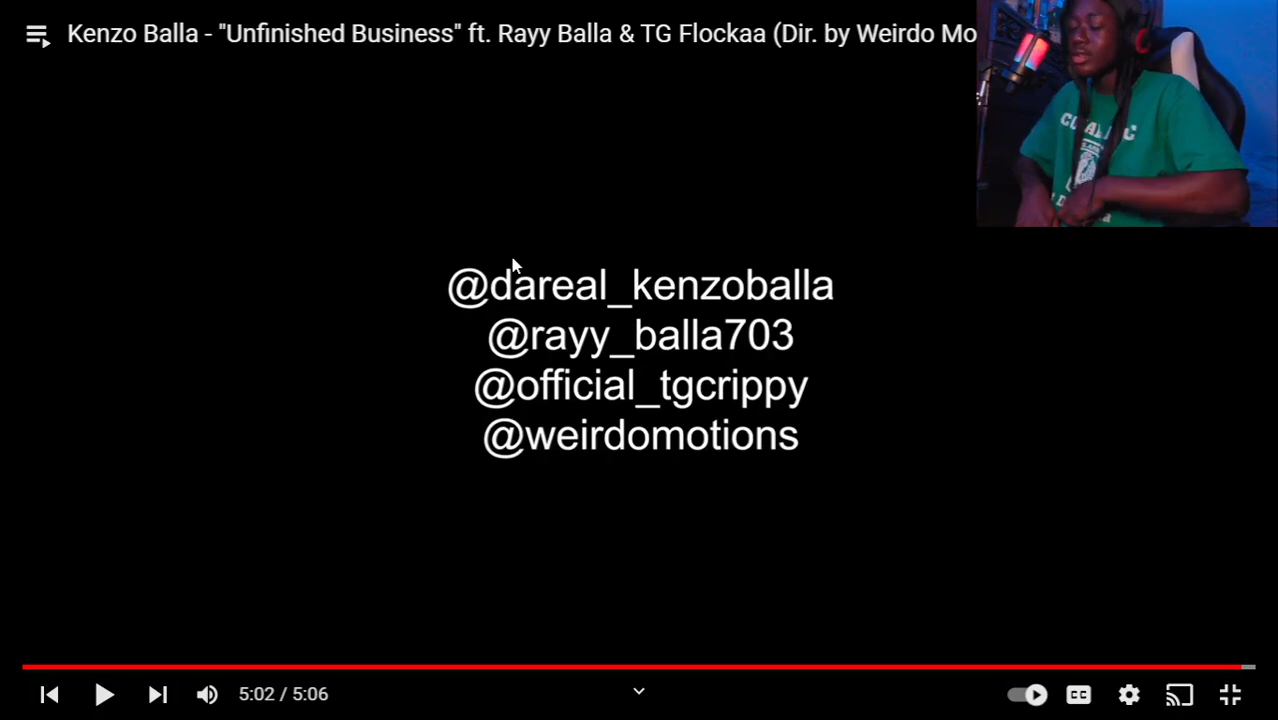 Kenzo Balla - "Unfinished Business" ft. Rayy Balla & TG Flockaa (Dir. by Weirdo Mo
@dareal_kenzoballa
@rayy_balla703
@official_tgcrippy
@weirdomotions
5:02 / 5:06
CC